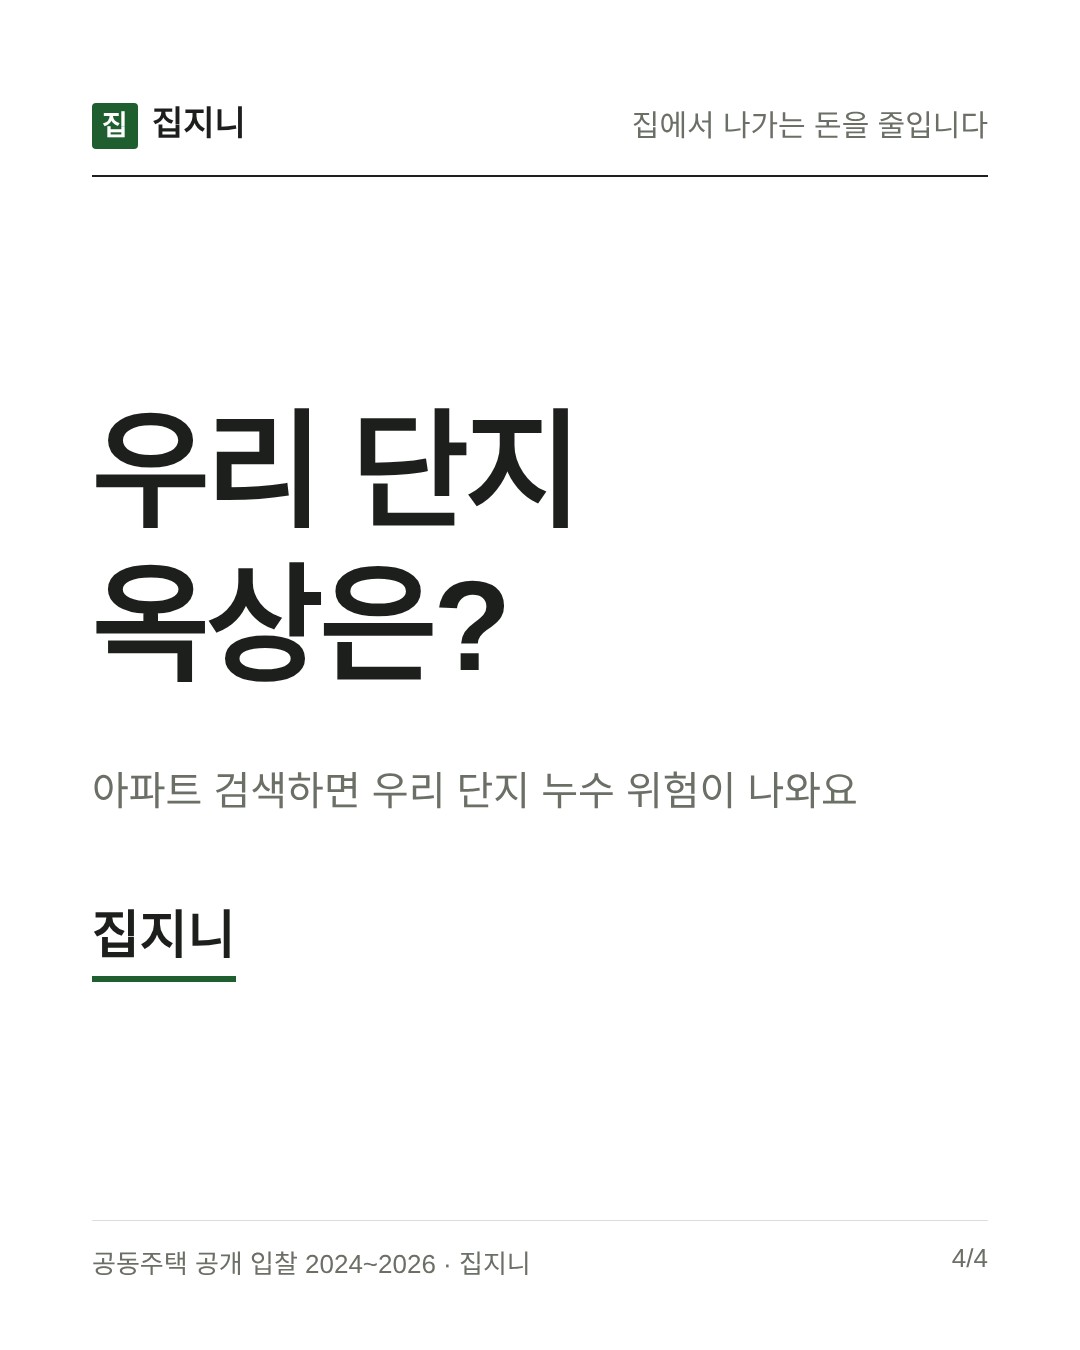 집 집지니
집에서 나가는 돈을 줄입니다
우리 단지
옥상은?
아파트 검색하면 우리 단지 누수 위험이 나와요
집지니
공동주택 공개 입찰 2024~2026 · 집지니
4/4